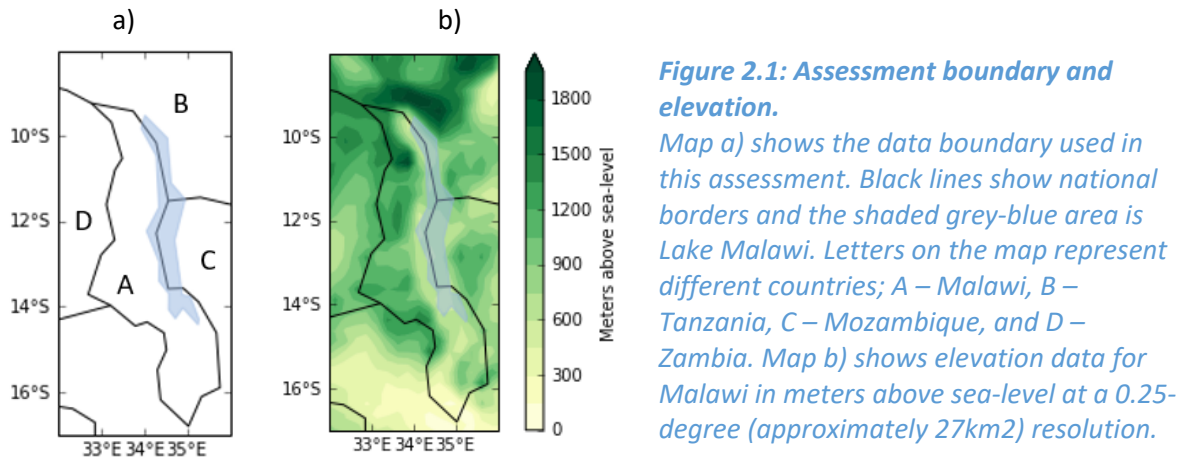 a)
b)
B
D
C
A
10°S
12°S
14°S
16°S
33°E 34°E 35°E
10°S
12°S
14°S
16°S
33°E 34°E 35°E
1800
1500
1200
900
600
300
0
Meters above sea-level
Figure 2.1: Assessment boundary and
elevation.
Map a) shows the data boundary used in
this assessment. Black lines show national
borders and the shaded grey-blue area is
Lake Malawi. Letters on the map represent
different countries; A – Malawi, B –
Tanzania, C – Mozambique, and D –
Zambia. Map b) shows elevation data for
Malawi in meters above sea-level at a 0.25-
degree (approximately 27km2) resolution.